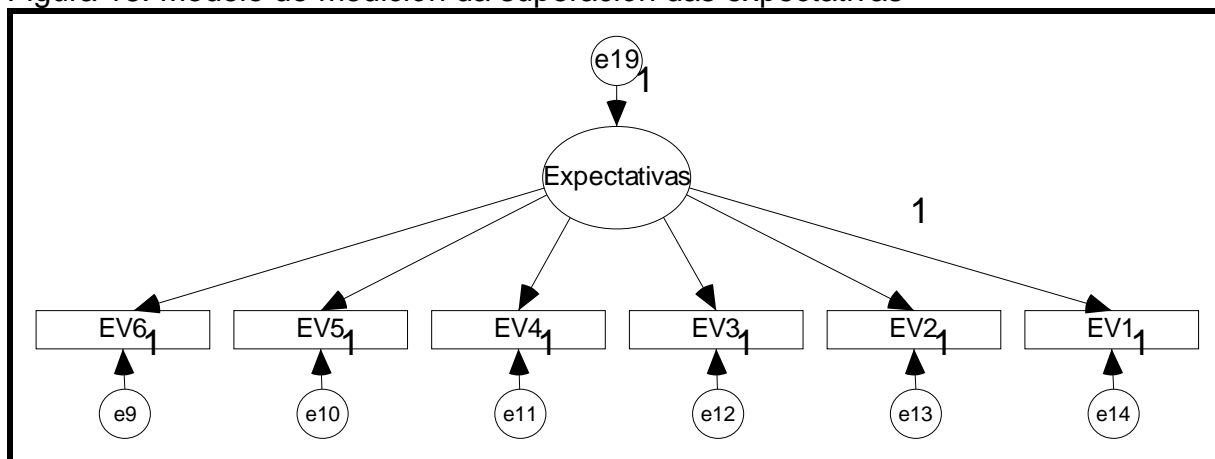 Figura 18. Modelo de medición da superación das expectativas
e19
1
Expectativas
1
EV6
1
EV5
1
EV4
1
EV3
1
EV2
1
EV1
1
e9
e10
e11
e12
e13
e14